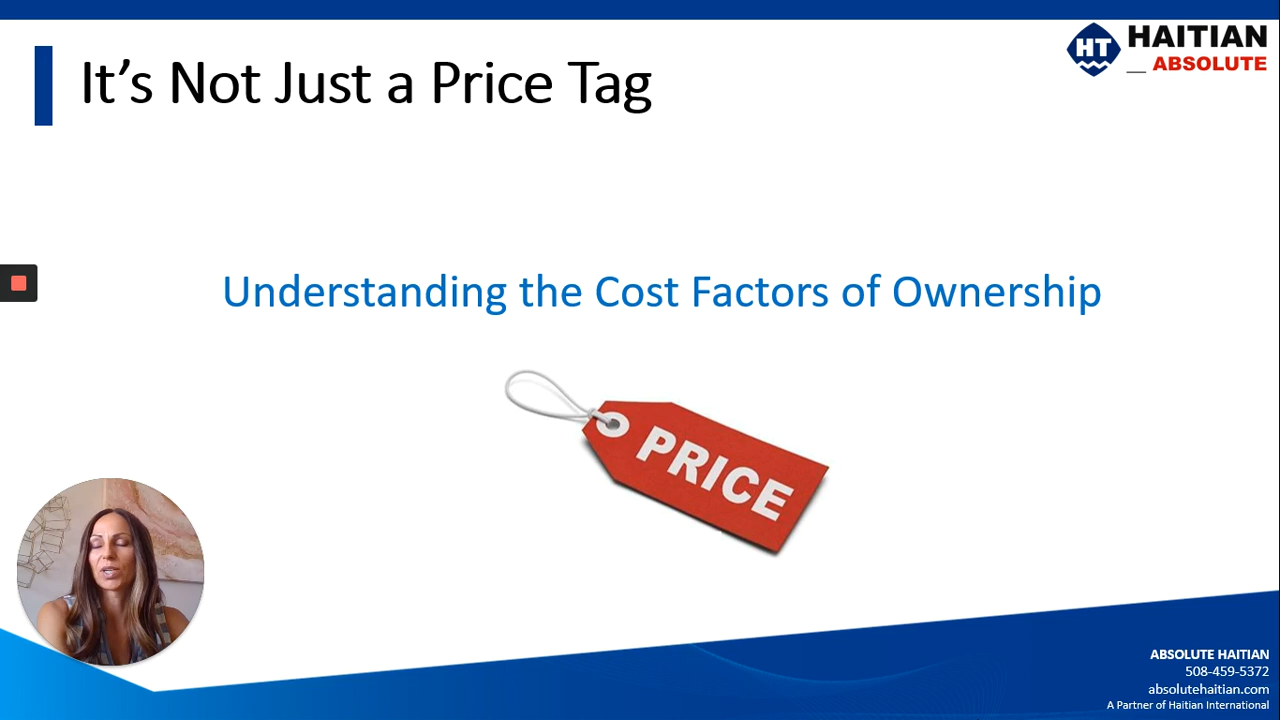 It’s Not Just a Price Tag
HT
HAITIAN
__ ABSOLUTE
Understanding the Cost Factors of Ownership
PRICE
ABSOLUTE HAITIAN
508-459-5372
absolutehaitian.com
A Partner of Haitian International